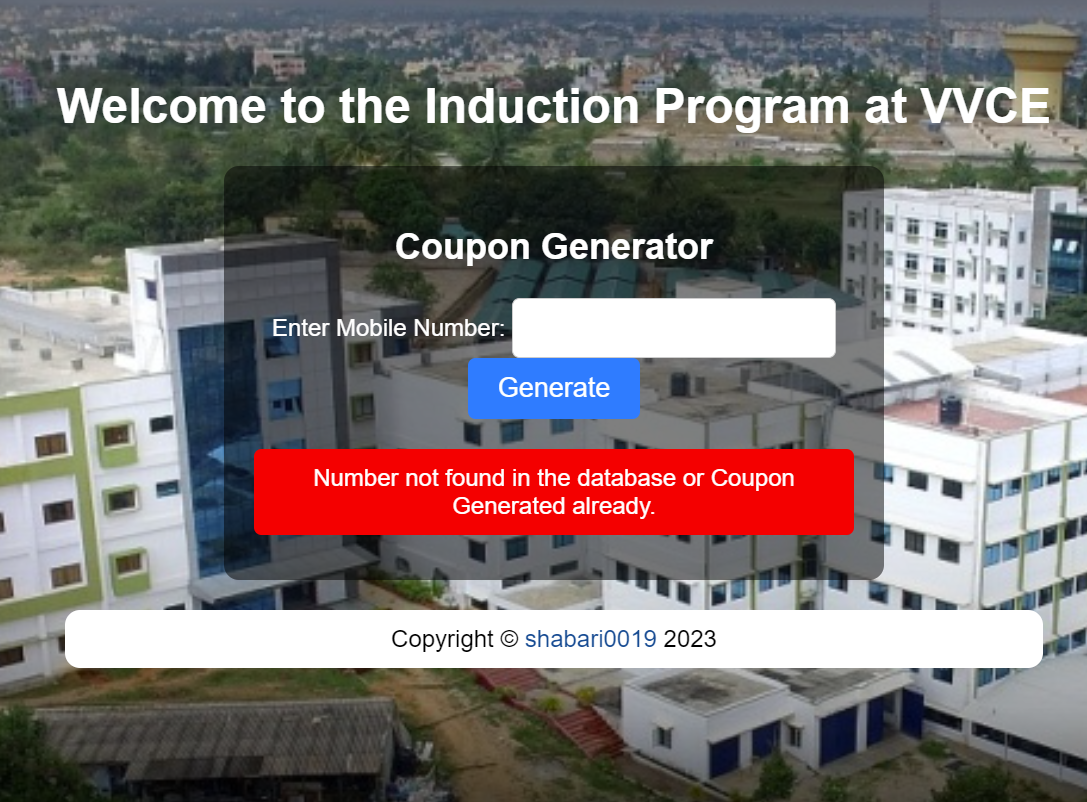 Welcome to the Induction Program at VVCE
Coupon Generator
Enter Mobile Number:
Generate
Number not found in the database or Coupon
Generated already.
Copyright © shabari0019 2023